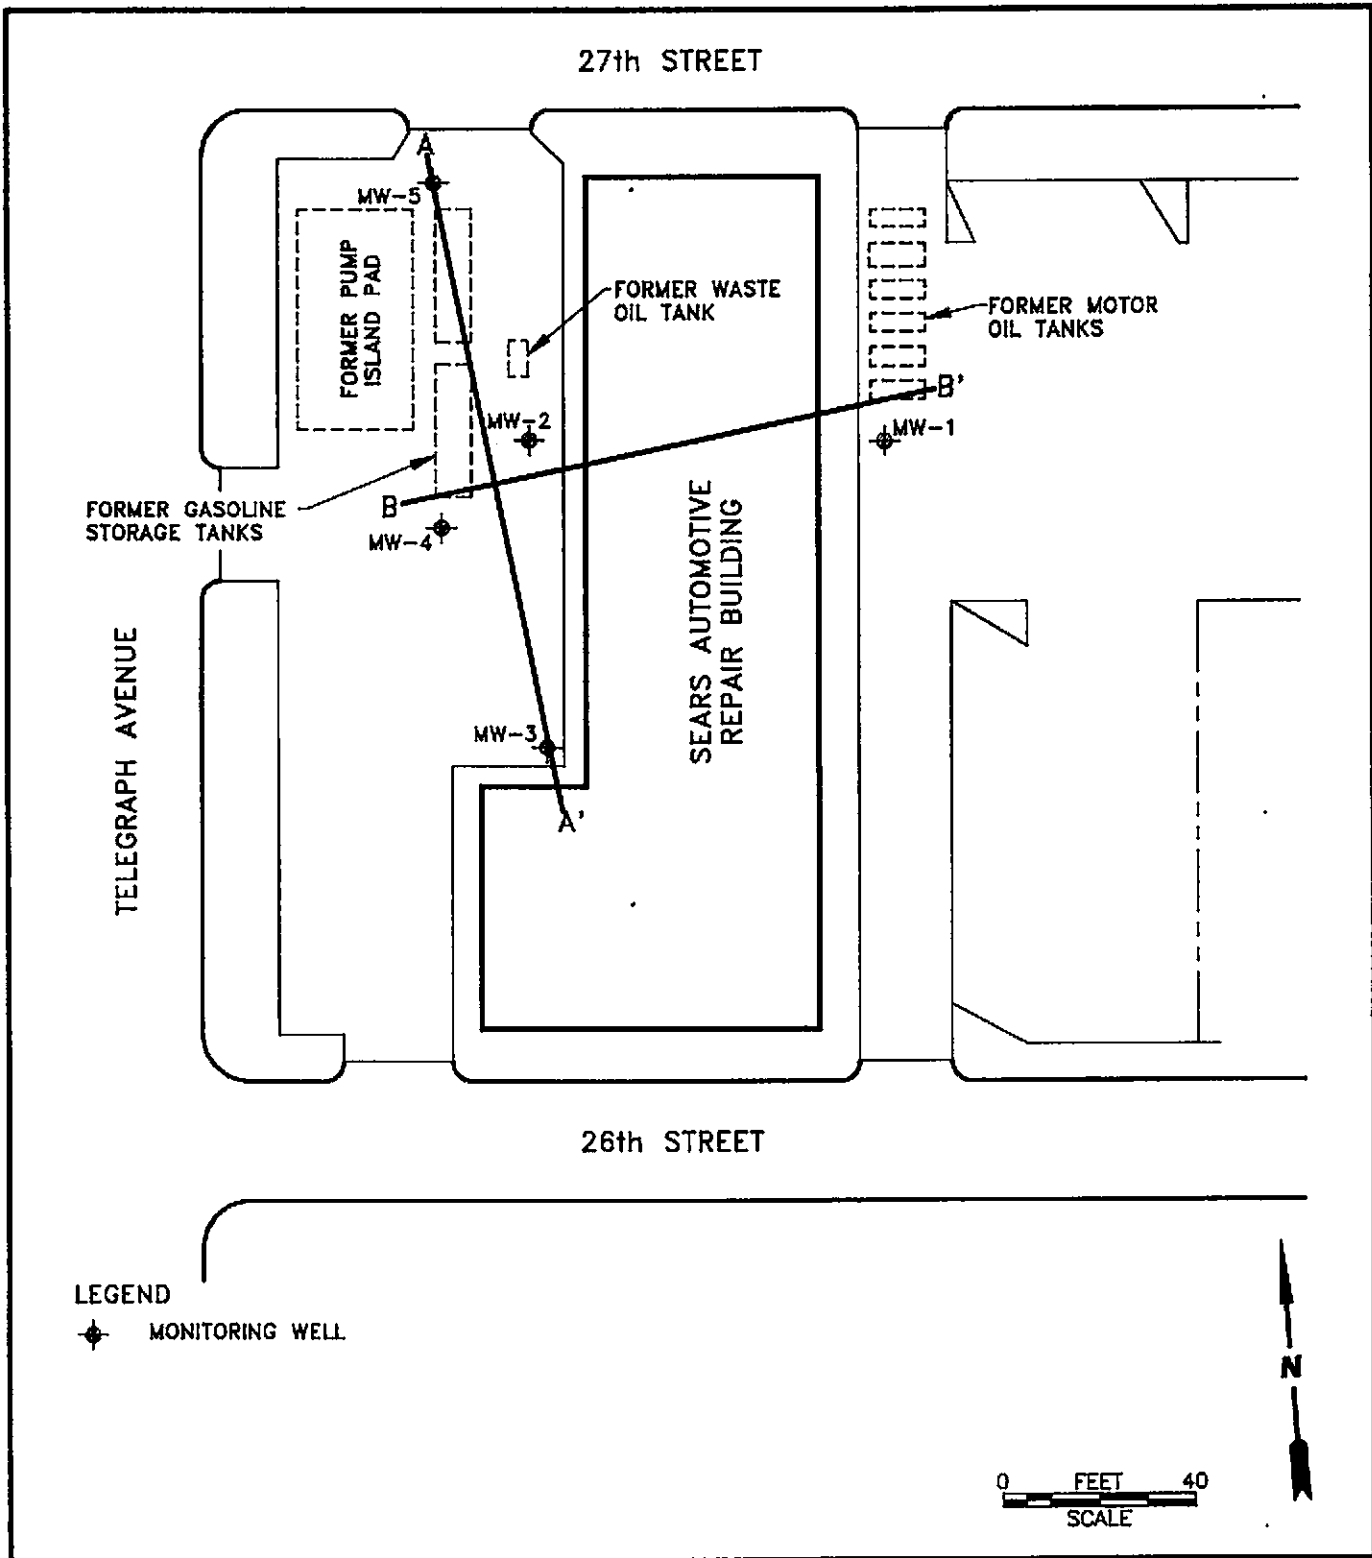 27th STREET
A
MW-5
FORMER PUMP
ISLAND PAD
FORMER WASTE
OIL TANK
FORMER MOTOR
OIL TANKS
B'
MW-2
MW-1
FORMER GASOLINE
STORAGE TANKS
B
MW-4
SEARS AUTOMOTIVE
REPAIR BUILDING
TELEGRAPH AVENUE
MW-3
A'
26th STREET
LEGEND
MONITORING WELL
N
0 FEET 40
SCALE